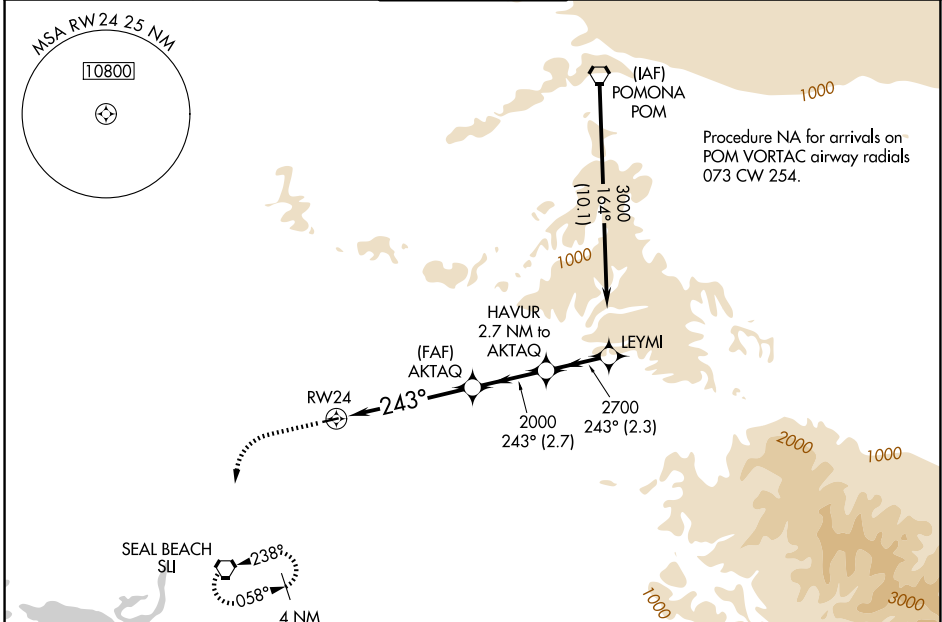 MSA RW24 25 NM
10800
(IAF)
POMONA
POM
1000
Procedure NA for arrivals on
POM VORTAC airway radials
073 CW 254.
3000
164°
(10.1)
1000
HAVUR
2.7 NM to
AKTAQ
LEYMI
(FAF)
AKTAQ
RW24
243°
2000
243° (2.7)
2700
243° (2.3)
2000
1000
SEAL BEACH
SLI
238°
058°
4 NM
1000
3000